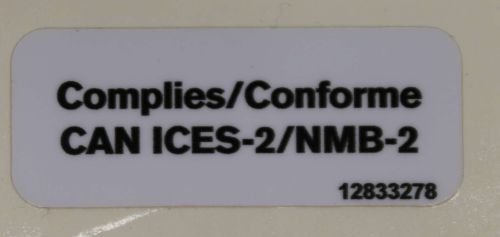 Complies/Conforme
CAN ICES-2/NMB-2
12833278